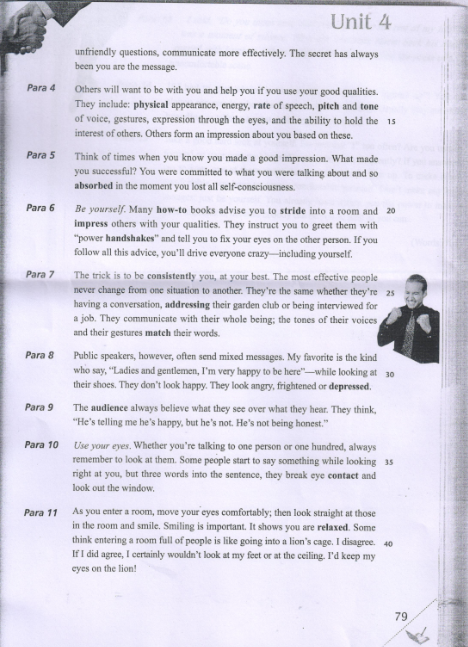 Unit 4
unfriendly questions, communicate more effectively. The secret has always
been you are the message.
Para 4
Others will want to be with you and help you if you use your good qualities.
They include: physical appearance, energy, rate of speech, pitch and tone
of voice, gestures, expression through the eyes, and the ability to hold the 15
interest of others. Others form an impression about you based on these.
Para 5
Think of times when you know you made a good impression. What made
you successful? You were committed to what you were talking about and so
absorbed in the moment you lost all self-consciousness.
Para 6
Be yourself. Many how-to books advise you to stride into a room and 20
impress others with your qualities. They instruct you to greet them with
"power handshakes" and tell you to fix your eyes on the other person. If you
follow all this advice, you'll drive everyone crazy—including yourself.
Para 7
The trick is to be consistently you, at your best. The most effective people
never change from one situation to another. They're the same whether they're 25
having a conversation, addressing their garden club or being interviewed for
a job. They communicate with their whole being; the tones of their voices
and their gestures match their words.
Para 8
Public speakers, however, often send mixed messages. My favorite is the kind
who say, "Ladies and gentlemen, I'm very happy to be here"—while looking at 30
their shoes. They don't look happy. They look angry, frightened or depressed.
Para 9
The audience always believe what they see over what they hear. They think,
"He's telling me he's happy, but he's not. He's not being honest."
Para 10
Use your eyes. Whether you're talking to one person or one hundred, always
remember to look at them. Some people start to say something while looking 35
right at you, but three words into the sentence, they break eye contact and
look out the window.
Para 11
As you enter a room, move your eyes comfortably; then look straight at those
in the room and smile. Smiling is important. It shows you are relaxed. Some
think entering a room full of people is like going into a lion's cage. I disagree. 40
If I did agree, I certainly wouldn't look at my feet or at the ceiling. I'd keep my
eyes on the lion!
79